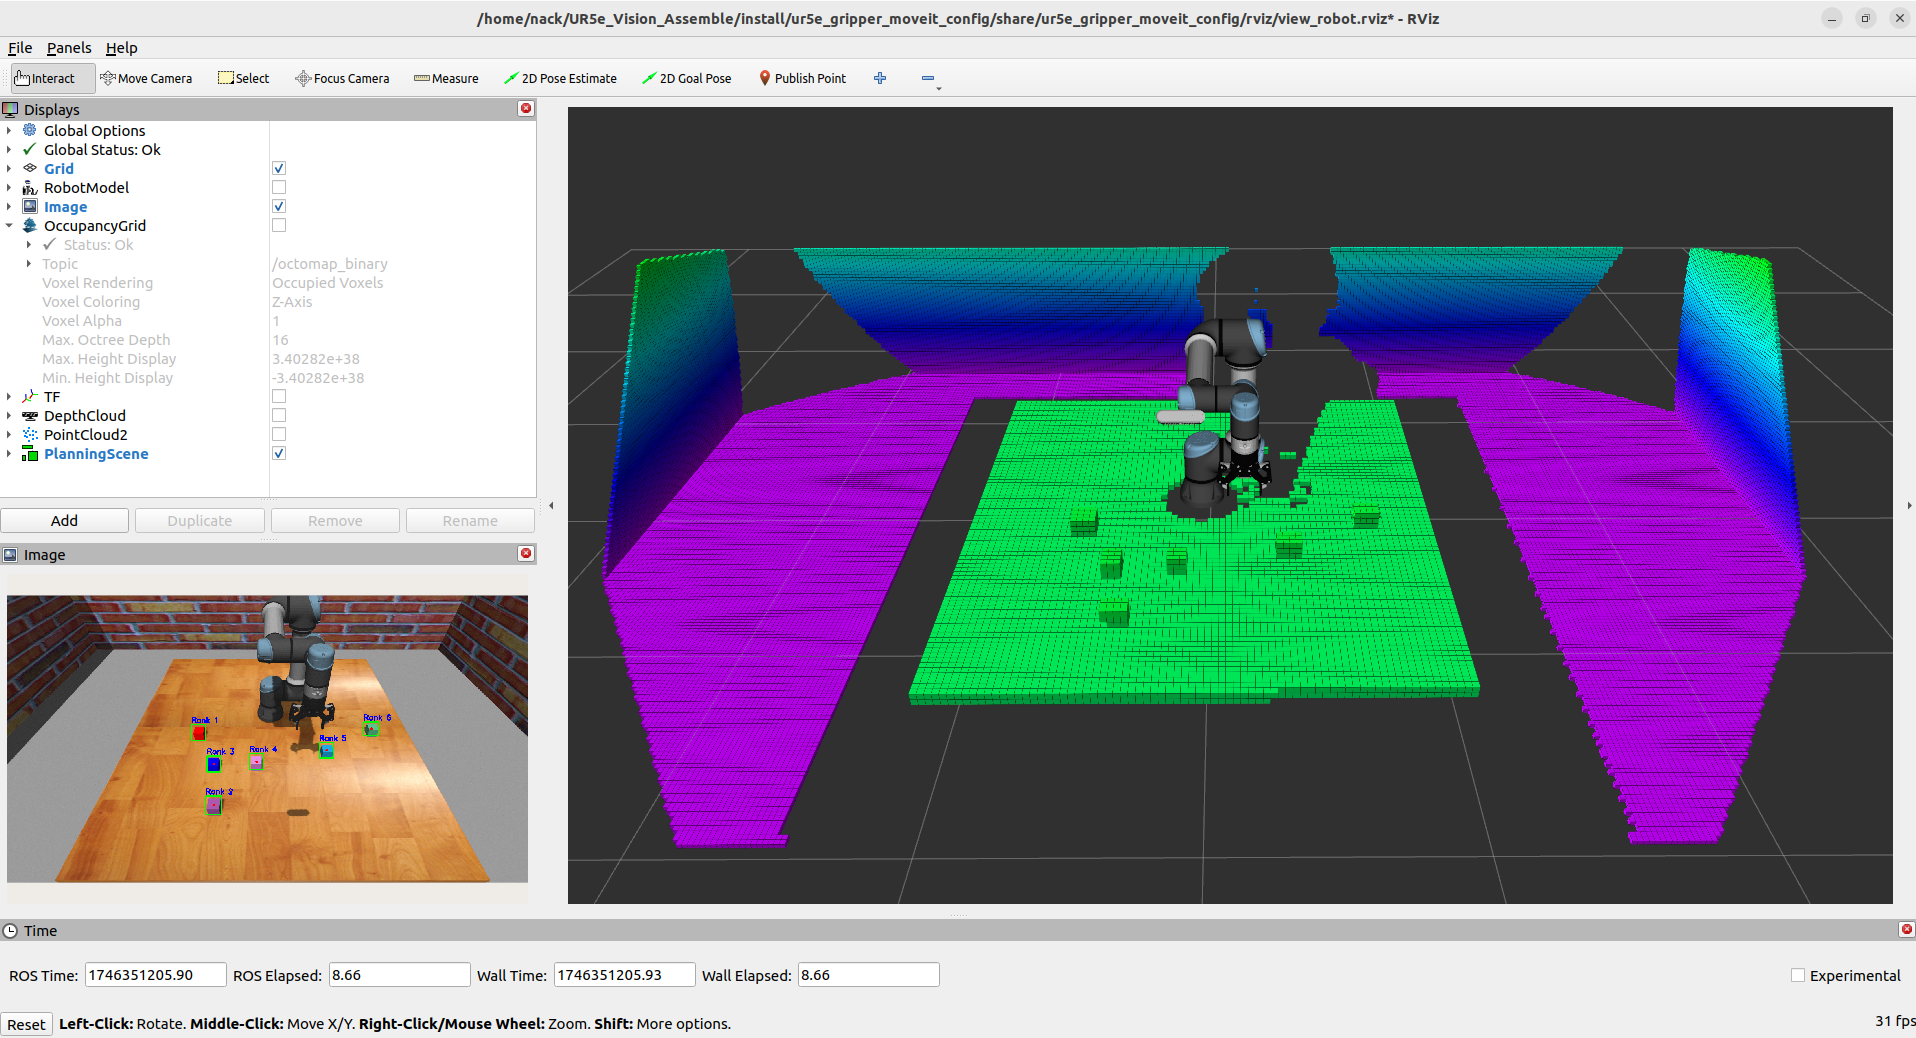 /home/nack/UR5e_Vision_Assemble/install/ur5e_gripper_moveit_config/share/ur5e_gripper_moveit_config/rviz/view_robot.rviz* - RViz
File Panels Help
Interact Move Camera Select Focus Camera Measure 2D Pose Estimate 2D Goal Pose Publish Point
Displays
Global Options
Global Status: Ok
Grid
RobotModel
Image
OccupancyGrid
Status: Ok
Topic /octomap_binary
Voxel Rendering Occupied Voxels
Voxel Coloring Z-Axis
Voxel Alpha 1
Max. Octree Depth 16
Max. Height Display 3.40282e+38
Min. Height Display -3.40282e+38
TF
DepthCloud
PointCloud2
PlanningScene
Add Duplicate Remove Rename
Image
Rank 1 Rank 6
Rank 3 Rank 4 Rank 5
Rank 2
Time
ROS Time: 1746351205.90 ROS Elapsed: 8.66 Wall Time: 1746351205.93 Wall Elapsed: 8.66 Experimental
Reset Left-Click: Rotate. Middle-Click: Move X/Y. Right-Click/Mouse Wheel: Zoom. Shift: More options. 31 fps